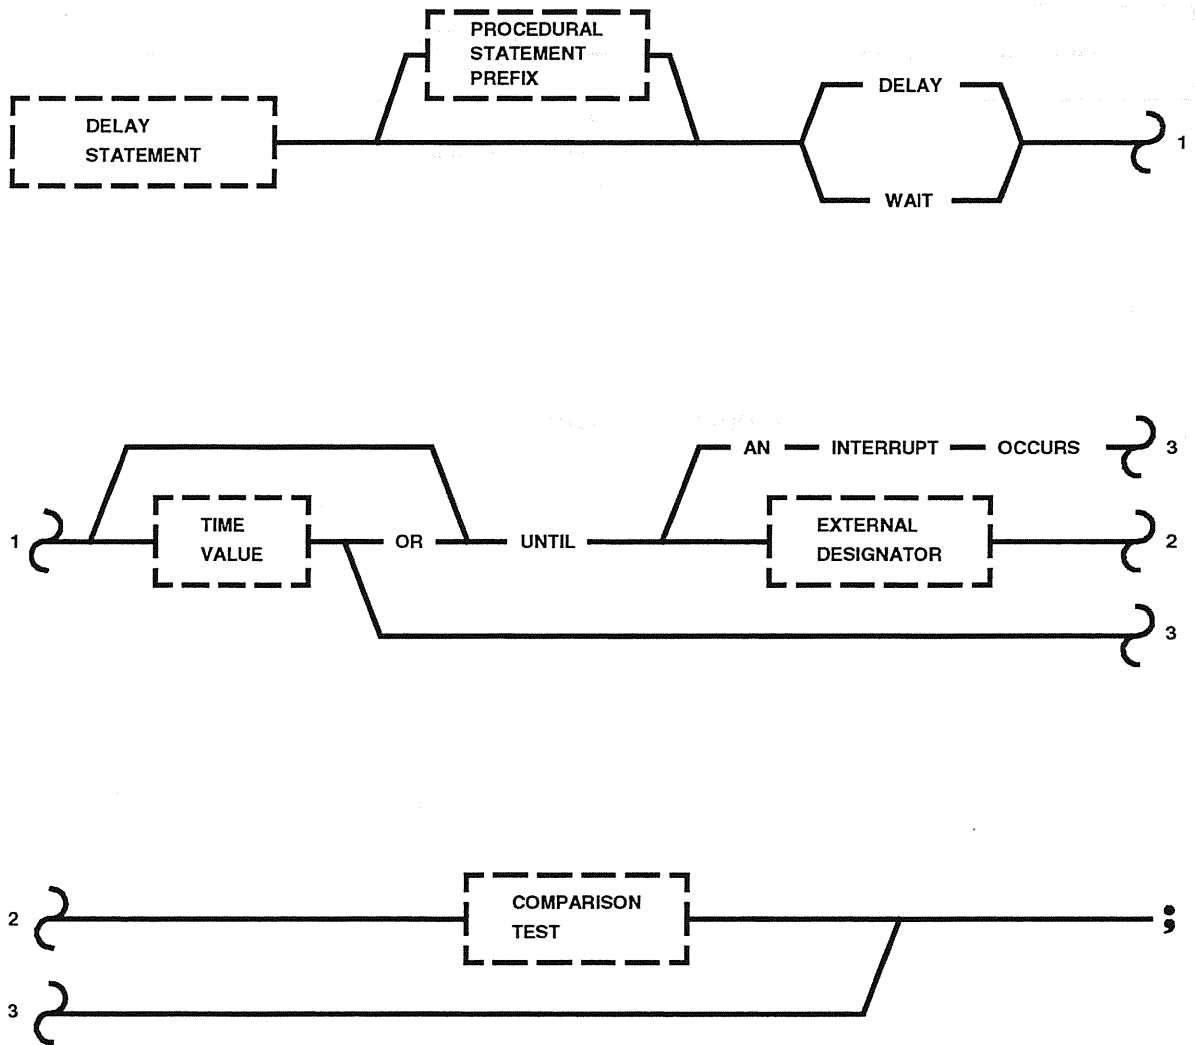 PROCEDURAL
STATEMENT
PREFIX
DELAY
STATEMENT
DELAY
WAIT
1
AN INTERRUPT OCCURS 3
1 TIME
VALUE
OR UNTIL
EXTERNAL
DESIGNATOR
2
3
2 COMPARISON
TEST
;
3